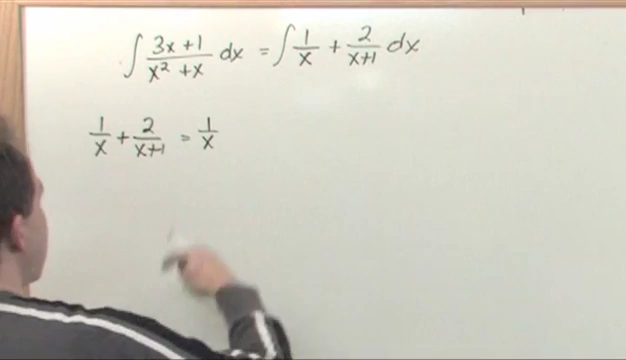 ∫ (3x+1)/(x² + x) dx = ∫ 1/x + 2/(x+1) dx
1/x + 2/(x+1) = 1/x